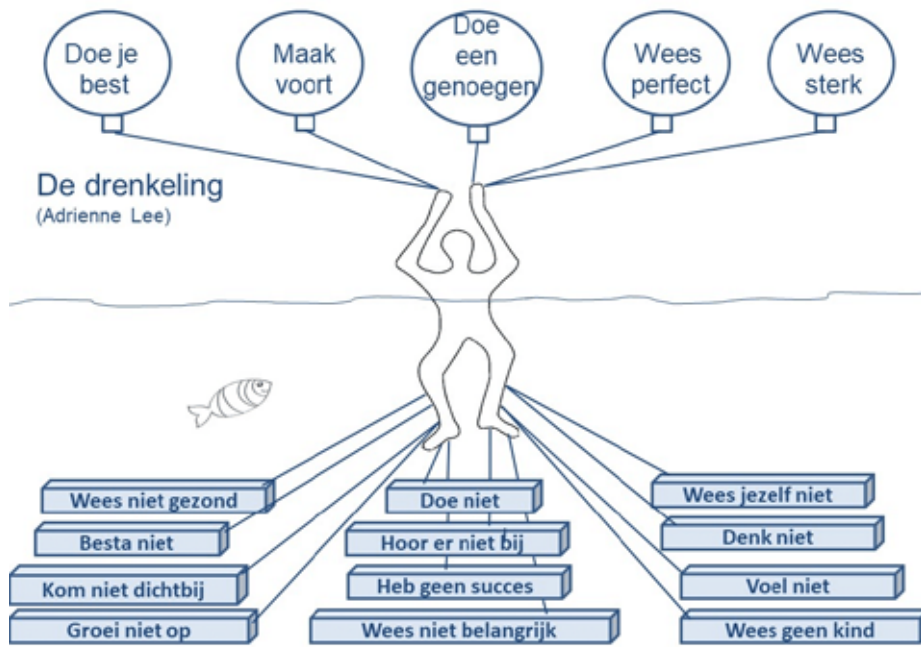 Doe je
best
Maak
voort
Doe
een
genoegen
Wees
perfect
Wees
sterk
De drenkeling
(Adrienne Lee)
Wees niet gezond
Doe niet
Wees jezelf niet
Besta niet
Hoor er niet bij
Denk niet
Kom niet dichtbij
Heb geen succes
Voel niet
Groei niet op
Wees niet belangrijk
Wees geen kind